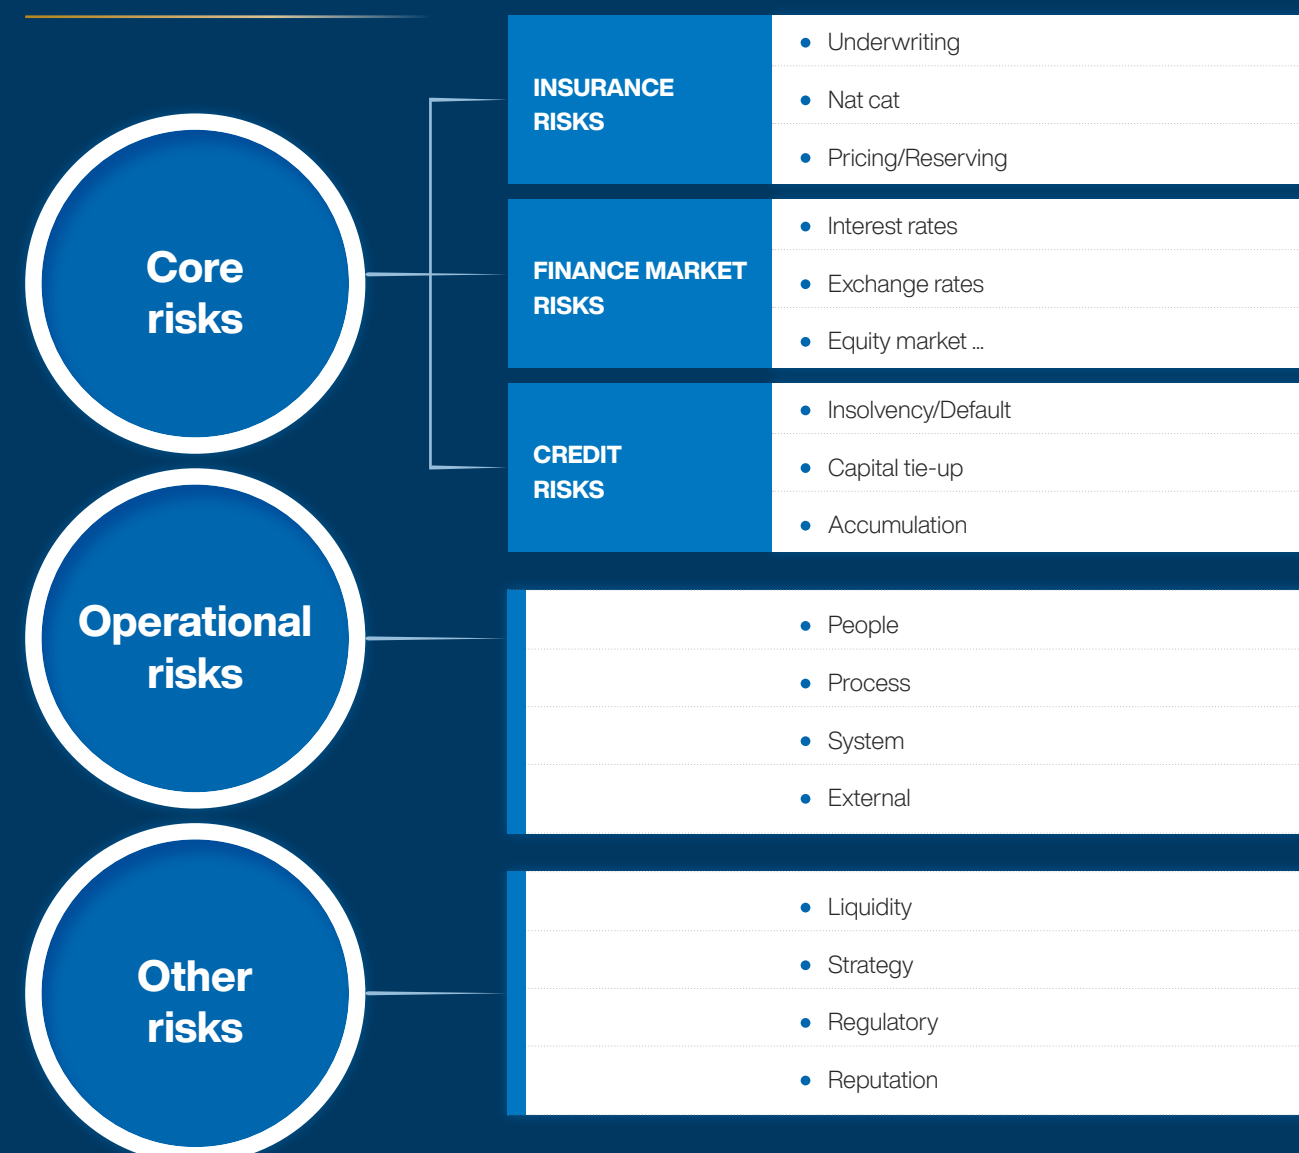 Core
risks
INSURANCE
RISKS
Underwriting
Nat cat
Pricing/Reserving
FINANCE MARKET
RISKS
Interest rates
Exchange rates
Equity market ...
CREDIT
RISKS
Insolvency/Default
Capital tie-up
Accumulation
Operational
risks
People
Process
System
External
Other
risks
Liquidity
Strategy
Regulatory
Reputation